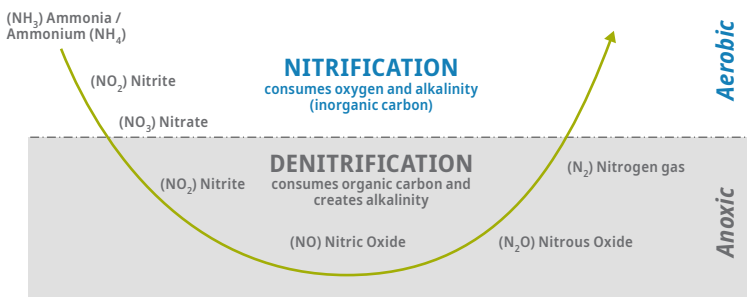 (NH₃) Ammonia /
Ammonium (NH₄)
NITRIFICATION
consumes oxygen and alkalinity
(inorganic carbon)
Aerobic
(NO₂) Nitrite
(NO₃) Nitrate
DENITRIFICATION
consumes organic carbon and
creates alkalinity
(N₂) Nitrogen gas
(NO₂) Nitrite
Anoxic
(NO) Nitric Oxide
(N₂O) Nitrous Oxide